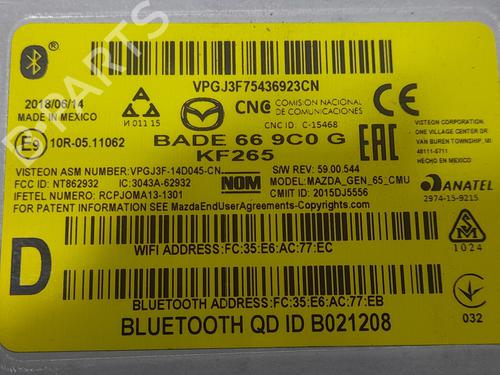 VPGJ3F75436923CN
2018/06/14
MADE IN MEXICO
И 011 15
CNC COMISION NACIONAL
DE COMUNICACIONES
CNC ID: C-15468
CE
E9 10R-05.11062
BADE 66 9C0 G
KF265
EAC
VISTEON CORPORATION
ONE VILLAGE CENTER DR
VAN BUREN TOWNSHIP, MI
48111-5711
HECHO EN MEXICO
VISTEON ASM NUMBER: VPGJ3F-14D045-CN
S/W REV: 59.00.544
FCC ID: NT862932
IC:3043A-62932
NOM
MODEL:MAZDA_GEN_65_CMU
IFETEL NUMBER: RCPJOMA13-1301
CMIIT ID: 2015DJ5556
ANATEL
2974-15-9215
FOR PATENT INFORMATION SEE MazdaEndUserAgreements-Copyrights.com
D
WIFI ADDRESS:FC:35:E6:AC:77:EC
1024
BLUETOOTH ADDRESS:FC:35:E6:AC:77:EB
BLUETOOTH QD ID B021208
032